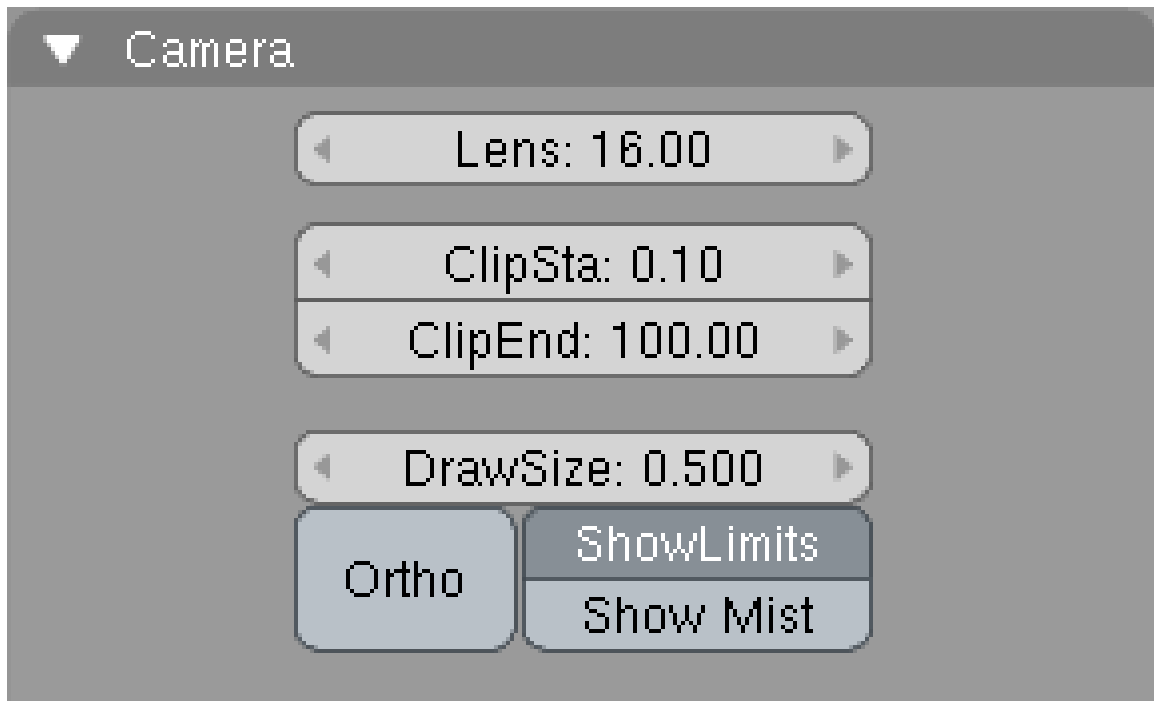 Camera
Lens: 16.00
ClipSta: 0.10
ClipEnd: 100.00
DrawSize: 0.500
Ortho
ShowLimits
Show Mist